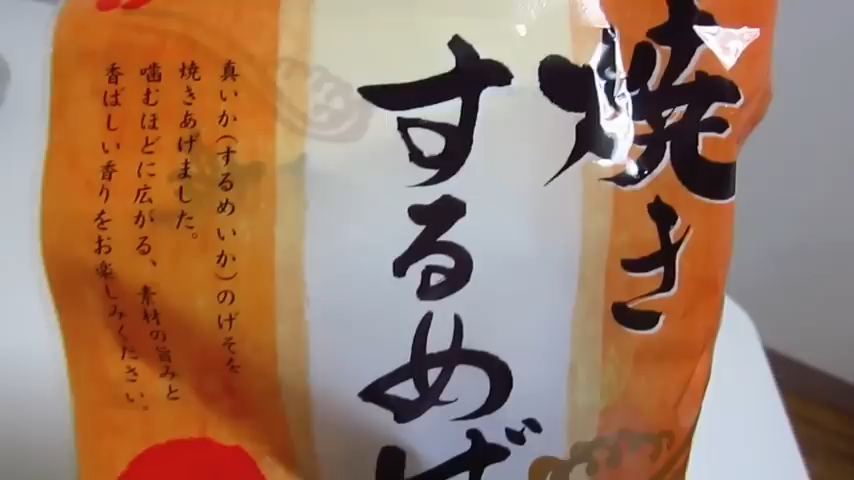 焼き
するめげ
真いか(するめいか)のげそを
焼きあげました。
噛むほどに広がる、素材の旨みと
香ばしい香りをお楽しみください。